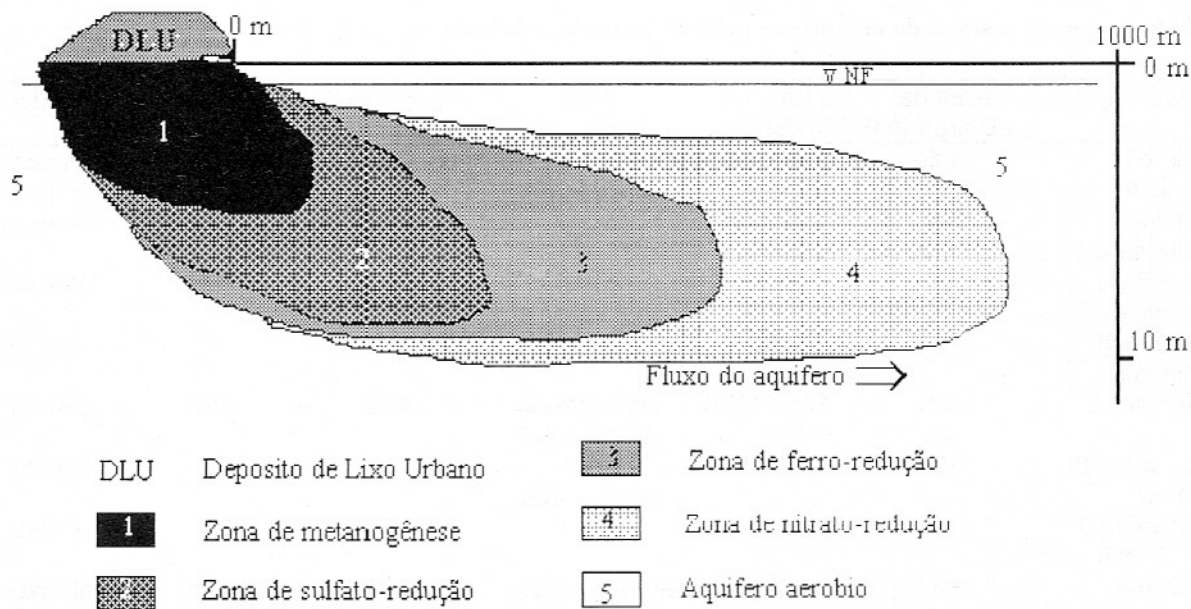 0 m
DLU
1000 m
0 m
∇ NF
1
5
5
2
3
4
10 m
Fluxo do aquifero
DLU Deposito de Lixo Urbano
3 Zona de ferro-redução
1 Zona de metanogênese
4 Zona de nitrato-redução
2 Zona de sulfato-redução
5 Aquifero aerobio